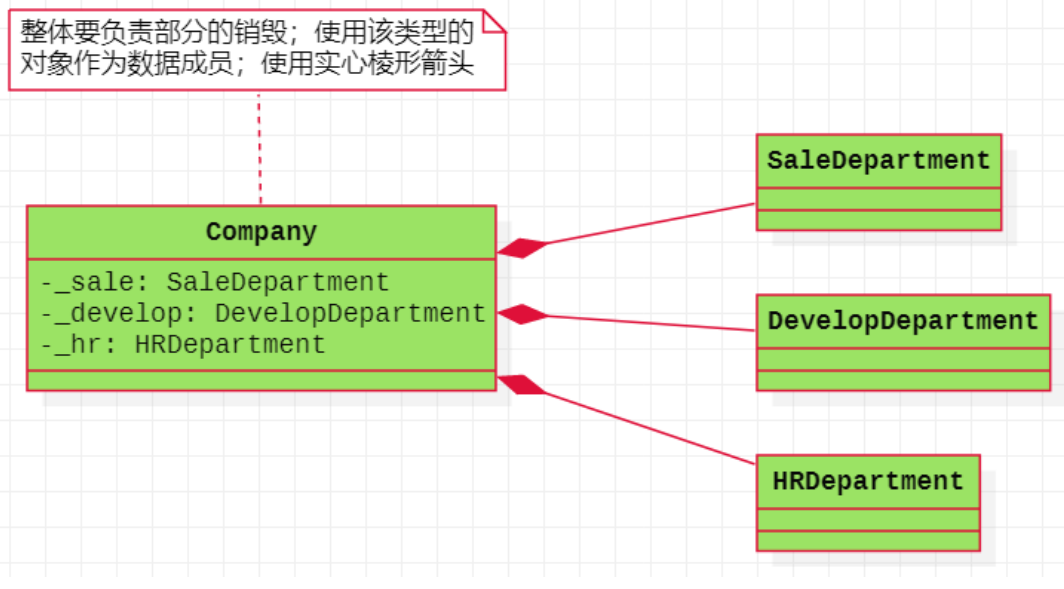 整体要负责部分的销毁；使用该类型的
对象作为数据成员；使用实心棱形箭头
Company
-_sale: SaleDepartment
-_develop: DevelopDepartment
-_hr: HRDepartment
SaleDepartment
DevelopDepartment
HRDepartment